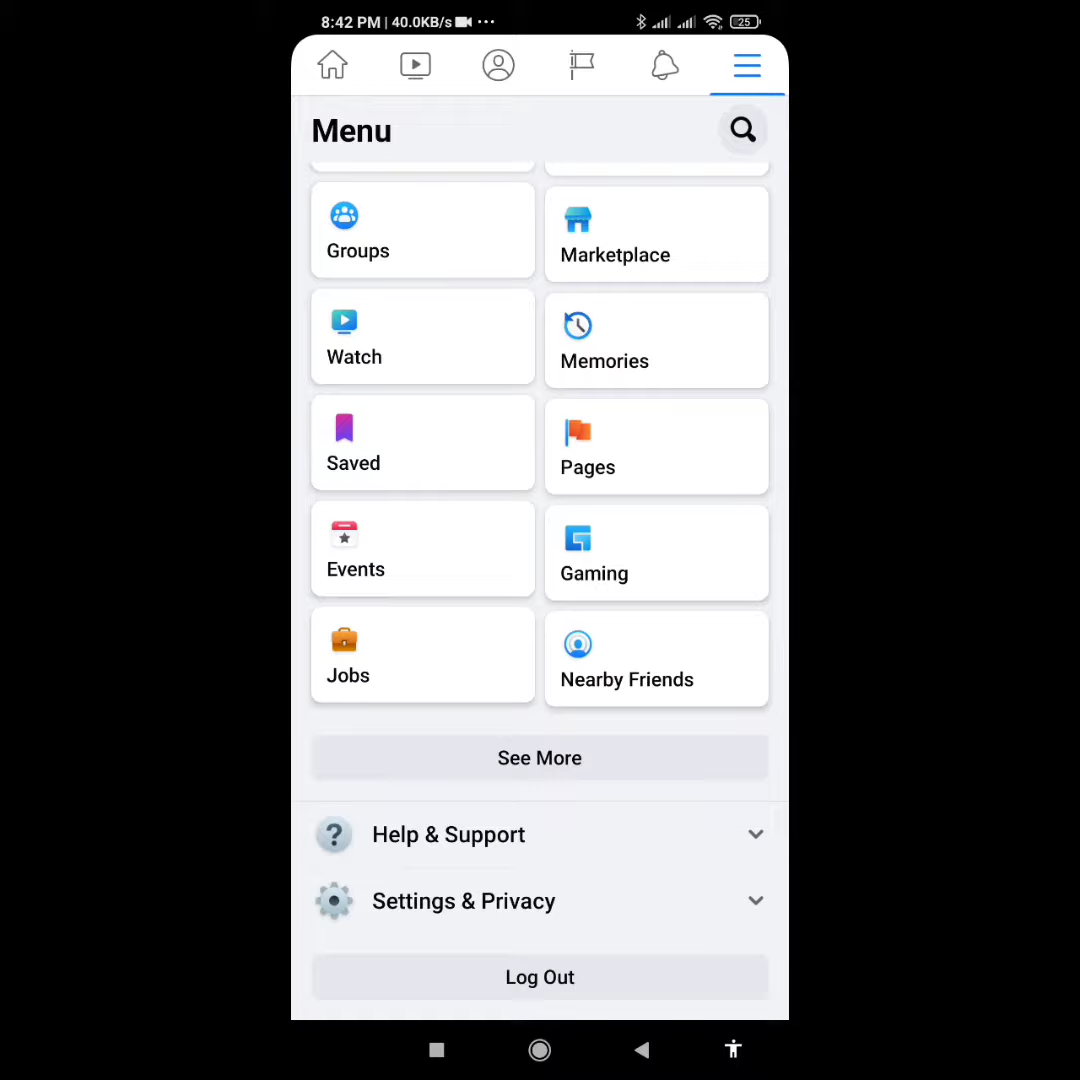 8:42 PM | 40.0KB/s ...
25
Menu
Groups
Marketplace
Watch
Memories
Saved
Pages
Events
Gaming
Jobs
Nearby Friends
See More
Help & Support
Settings & Privacy
Log Out